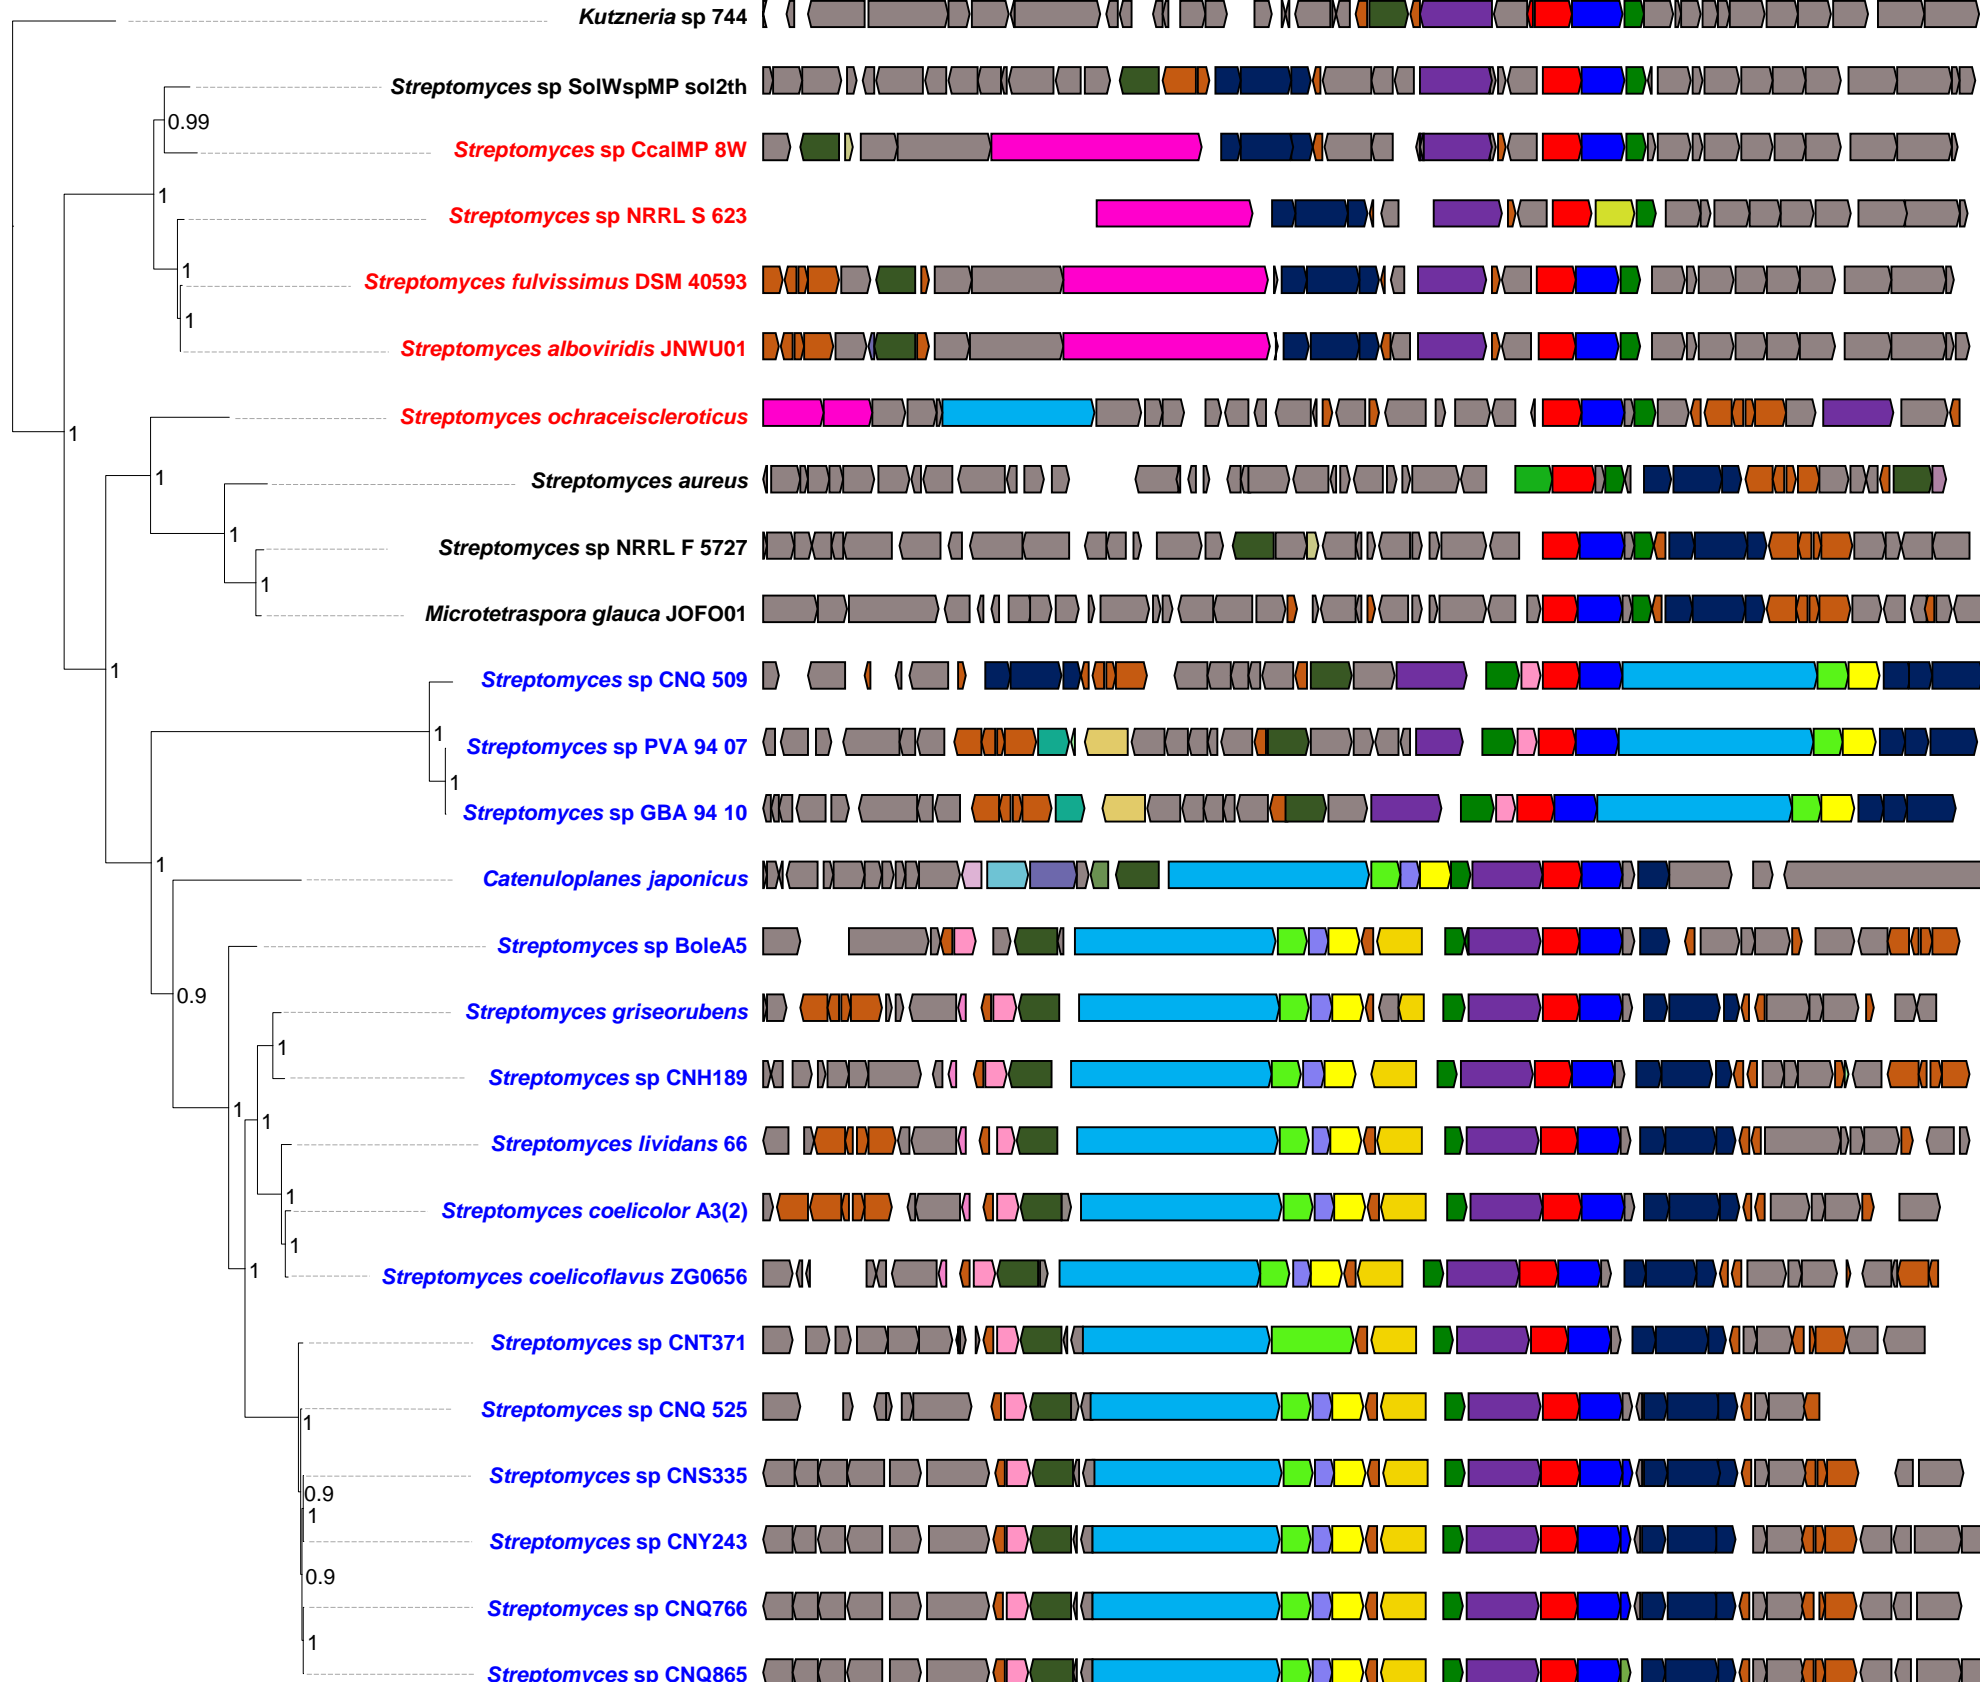 Kutzneria sp 744
Streptomyces sp SolWspMP sol2th
0.99
Streptomyces sp CcalMP 8W
1
Streptomyces sp NRRL S 623
1
Streptomyces fulvissimus DSM 40593
1
Streptomyces alboviridis JNWU01
Streptomyces ochraceiscleroticus
1
1
Streptomyces aureus
1
Streptomyces sp NRRL F 5727
1
Microtetraspora glauca JOFO01
1
Streptomyces sp CNQ 509
1
Streptomyces sp PVA 94 07
1
Streptomyces sp GBA 94 10
1
Catenuloplanes japonicus
Streptomyces sp BoleA5
0.9
Streptomyces griseorubens
1
Streptomyces sp CNH189
1
1
Streptomyces lividans 66
1
Streptomyces coelicolor A3(2)
1
1
Streptomyces coelicoflavus ZG0656
Streptomyces sp CNT371
Streptomyces sp CNQ 525
1
Streptomyces sp CNS335
0.9
1
Streptomyces sp CNY243
0.9
Streptomyces sp CNQ766
1
Streptomyces sp CNQ865